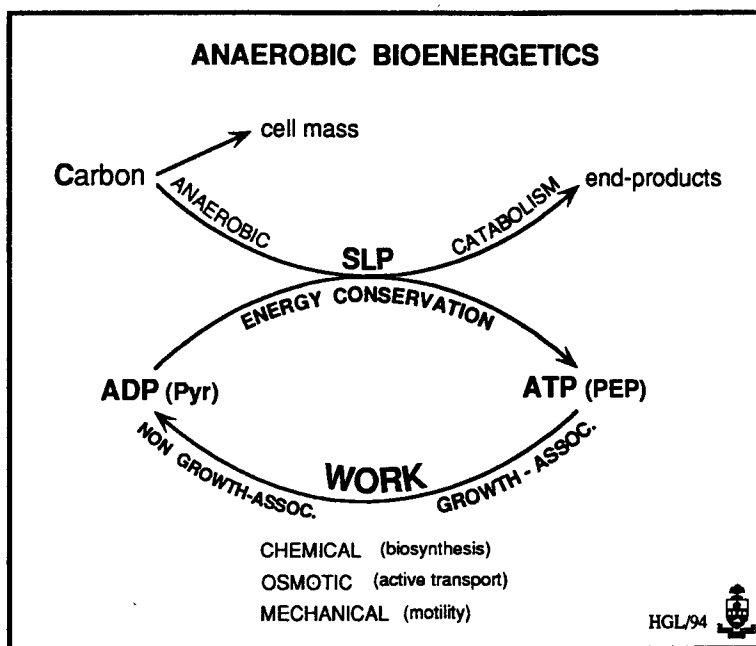 ANAEROBIC BIOENERGETICS
cell mass
Carbon
end-products
ANAEROBIC
CATABOLISM
SLP
ENERGY CONSERVATION
ADP (Pyr)
ATP (PEP)
NON GROWTH-ASSOC.
WORK
GROWTH - ASSOC.
CHEMICAL (biosynthesis)
OSMOTIC (active transport)
MECHANICAL (motility)
HGL/94